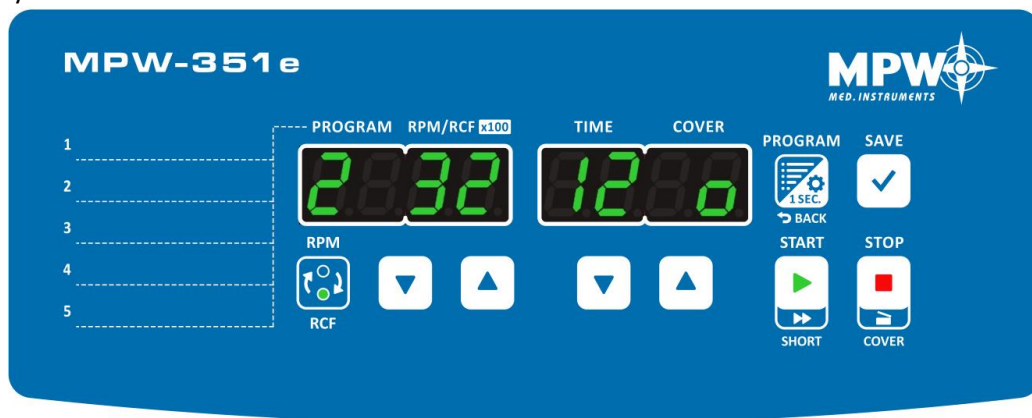 MPW-351e
MPW
MED. INSTRUMENTS
PROGRAM RPM/RCF x100 TIME COVER
2 32 12 o
1
2
3
4
5
RPM
RCF
PROGRAM SAVE
1 SEC.
BACK
START STOP
SHORT COVER